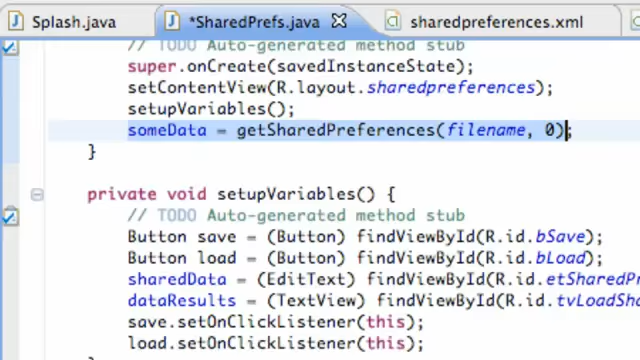 Splash.java *SharedPrefs.java sharedpreferences.xml
// TODO Auto-generated method stub
super.onCreate(savedInstanceState);
setContentView(R.layout.sharedpreferences);
setupVariables();
someData = getSharedPreferences(filename, 0);
}
private void setupVariables() {
// TODO Auto-generated method stub
Button save = (Button) findViewById(R.id.bSave);
Button load = (Button) findViewById(R.id.bLoad);
sharedData = (EditText) findViewById(R.id.etSharedPr
dataResults = (TextView) findViewById(R.id.tvLoadSha
save.setOnClickListener(this);
load.setOnClickListener(this);
}